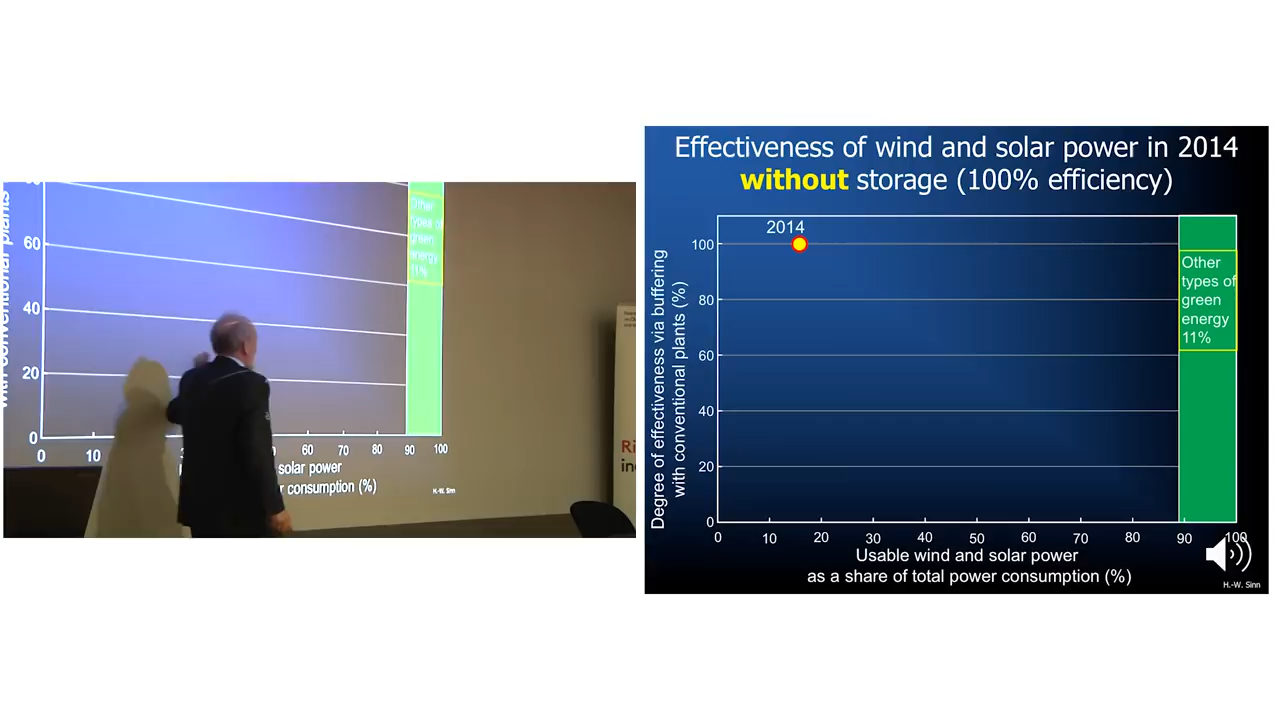 Other
types of
green
energy
11%
60
40
20
0
0 10 60 70 80 90 100
solar power
consumption (%)
H.-W. Sinn
Effectiveness of wind and solar power in 2014
without storage (100% efficiency)
2014
100
80
60
40
20
0
Degree of effectiveness via buffering
with conventional plants (%)
Other
types of
green
energy
11%
0 10 20 30 40 50 60 70 80 90 100
Usable wind and solar power
as a share of total power consumption (%)
H.-W. Sinn